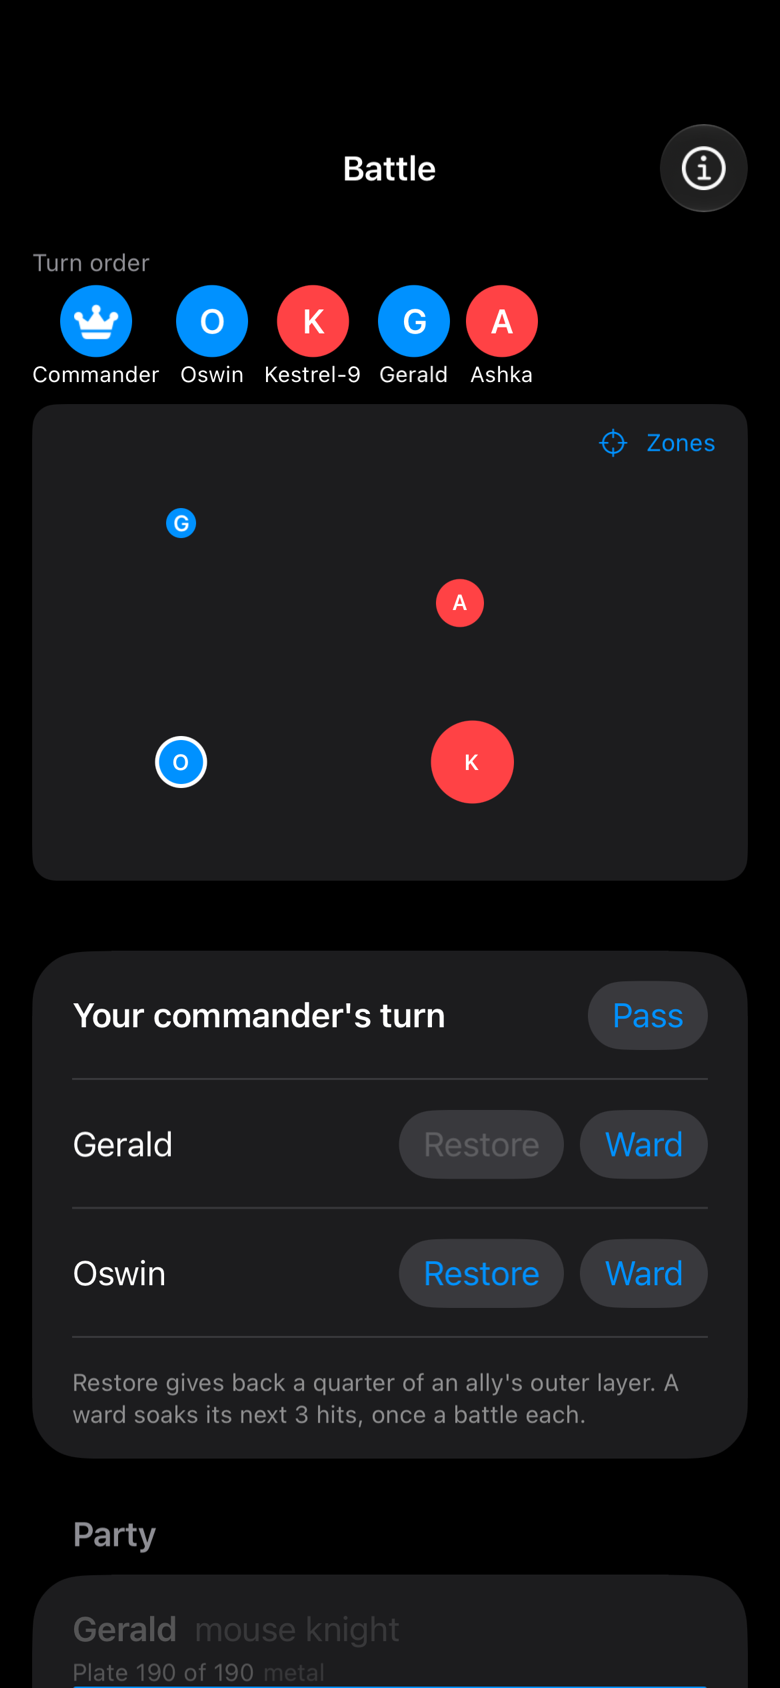 Battle
Turn order
O K G A
Commander Oswin Kestrel-9 Gerald Ashka
Zones
G
A
O K
Your commander's turn Pass
Gerald Restore Ward
Oswin Restore Ward
Restore gives back a quarter of an ally's outer layer. A
ward soaks its next 3 hits, once a battle each.
Party
Gerald mouse knight
Plate 190 of 190 metal